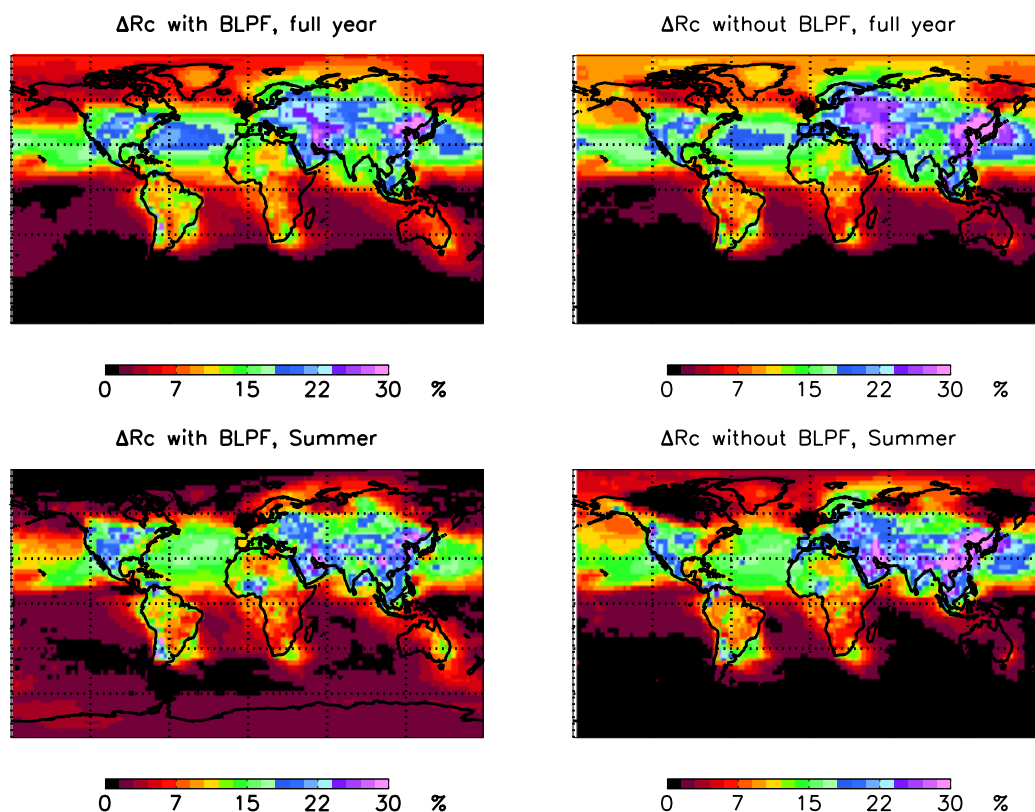 ΔRc with BLPF, full year
ΔRc without BLPF, full year
0 7 15 22 30 %
0 7 15 22 30 %
ΔRc with BLPF, Summer
ΔRc without BLPF, Summer
0 7 15 22 30 %
0 7 15 22 30 %